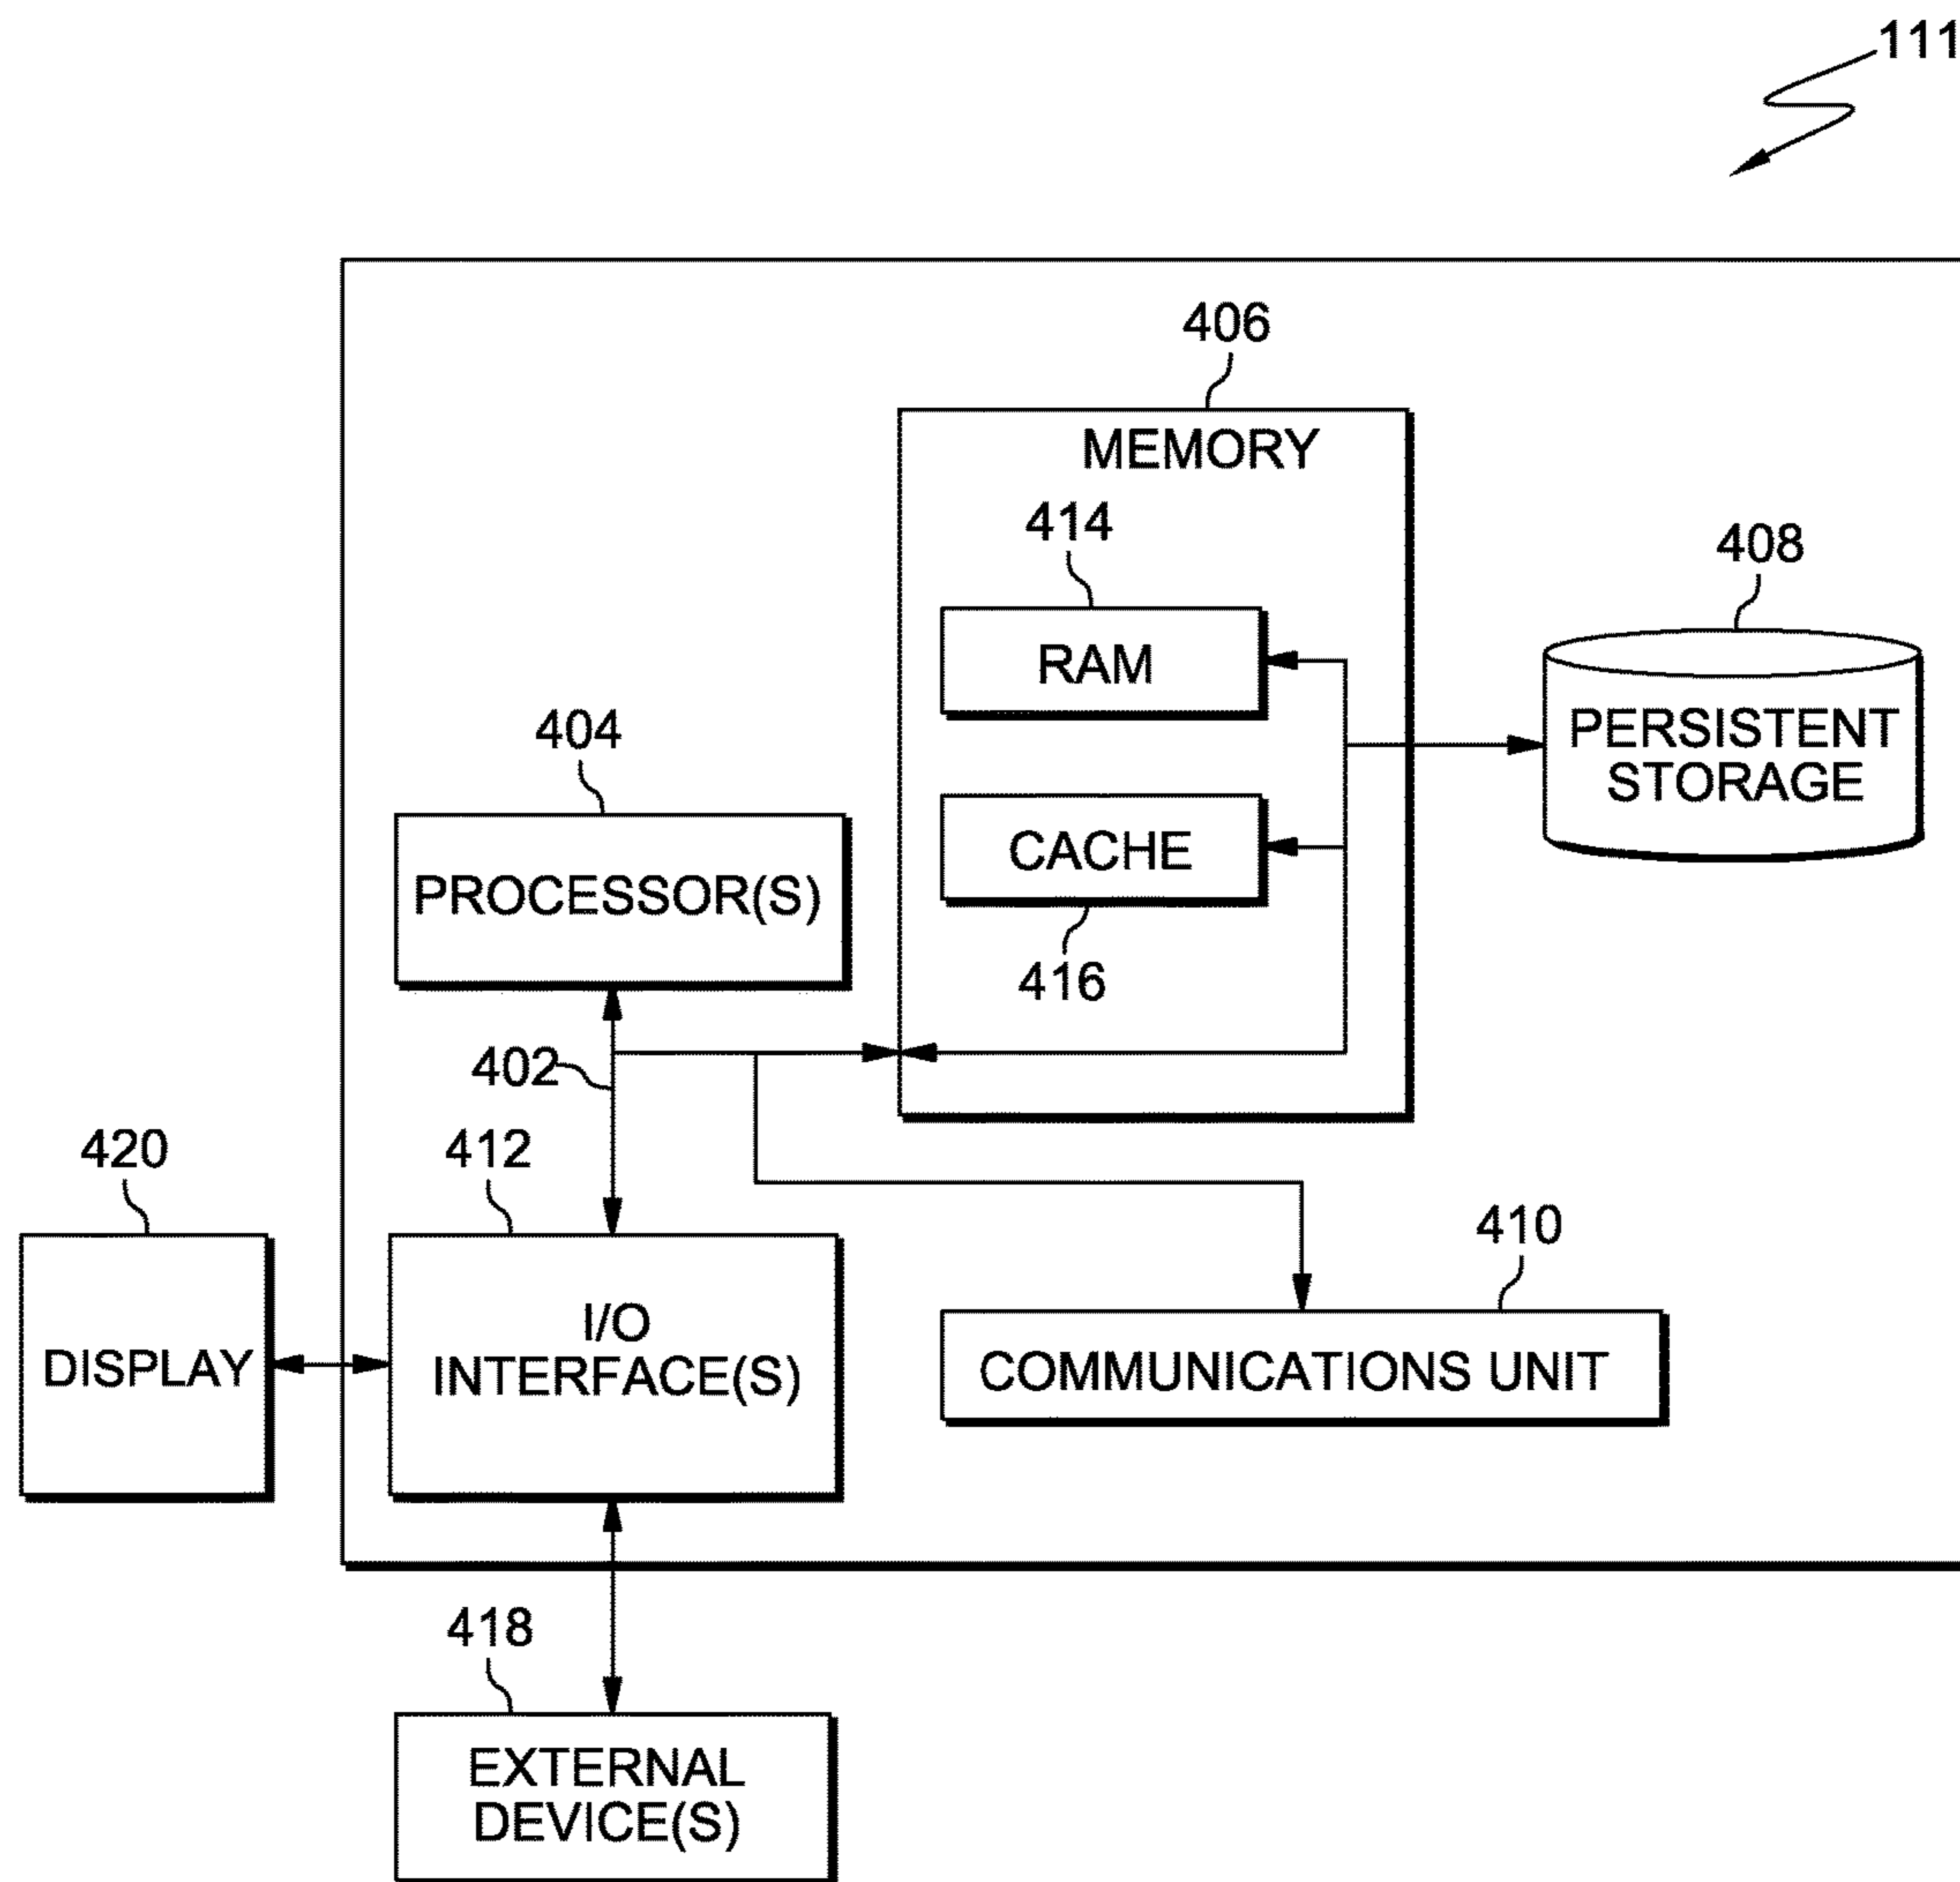 111
406
MEMORY
414
RAM
408
PERSISTENT
STORAGE
404
PROCESSOR(S)
CACHE
416
402
412
420
DISPLAY
I/O
INTERFACE(S)
410
COMMUNICATIONS UNIT
418
EXTERNAL
DEVICE(S)